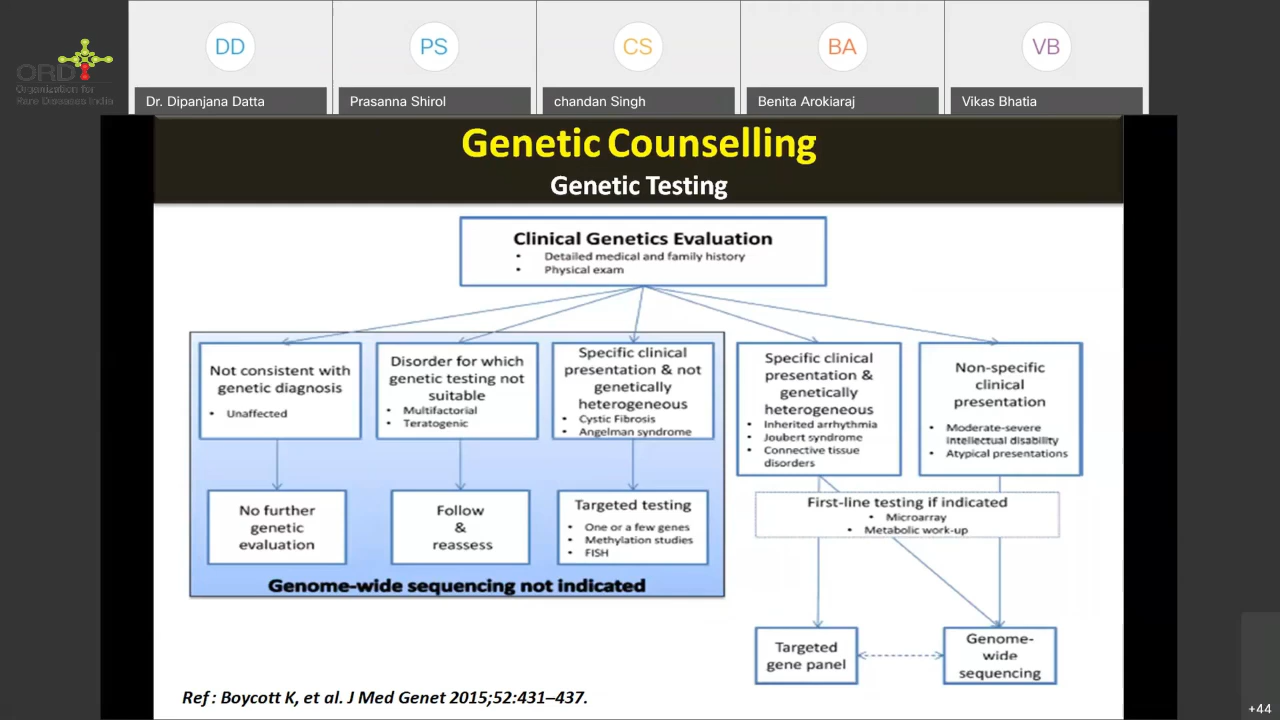 DD
PS
CS
BA
VB
ORDI
Organization for
Rare Diseases India
Dr. Dipanjana Datta
Prasanna Shirol
chandan Singh
Benita Arokiaraj
Vikas Bhatia
Genetic Counselling
Genetic Testing
Clinical Genetics Evaluation
• Detailed medical and family history
• Physical exam
Not consistent with
genetic diagnosis
• Unaffected
Disorder for which
genetic testing not
suitable
• Multifactorial
• Teratogenic
Specific clinical
presentation & not
genetically
heterogeneous
• Cystic Fibrosis
• Angelman syndrome
Specific clinical
presentation &
genetically
heterogeneous
• Inherited arrhythmia
• Joubert syndrome
• Connective tissue
disorders
Non-specific
clinical
presentation
• Moderate-severe
intellectual disability
• Atypical presentations
No further
genetic
evaluation
Follow
&
reassess
Targeted testing
• One or a few genes
• Methylation studies
• FISH
First-line testing if indicated
• Microarray
• Metabolic work-up
Genome-wide sequencing not indicated
Targeted
gene panel
Genome-
wide
sequencing
Ref : Boycott K, et al. J Med Genet 2015;52:431–437.
+44